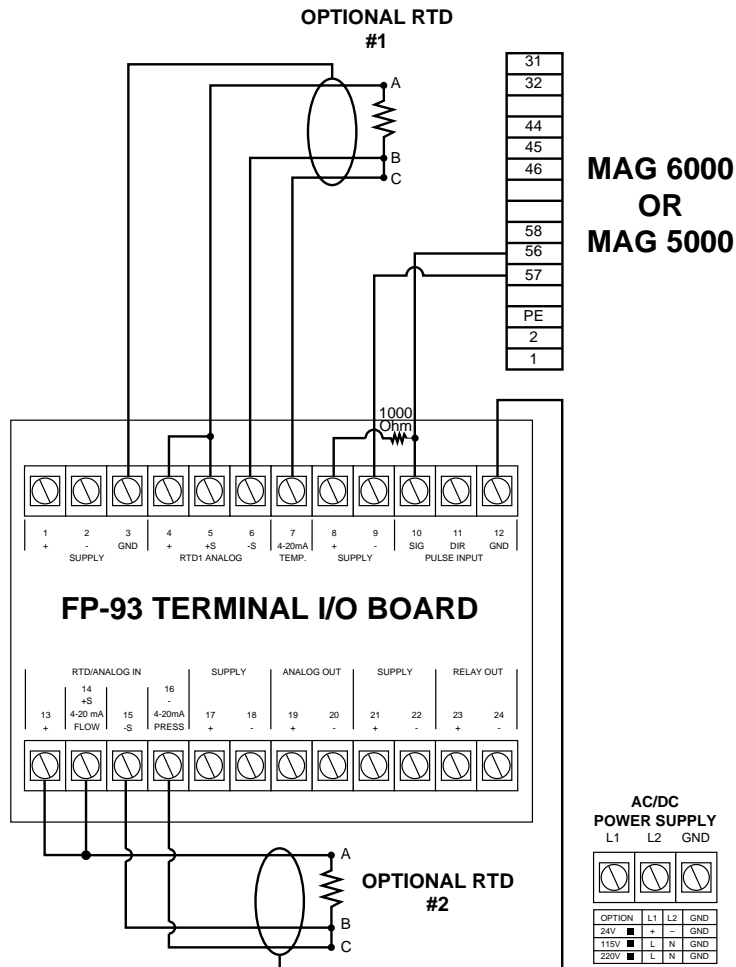 OPTIONAL RTD
#1
A
B
C
31
32
44
45
46
58
56
57
PE
2
1
MAG 6000
OR
MAG 5000
1000
Ohm
1 2 3 4 5 6 7 8 9 10 11 12
+ - GND + +S -S 4-20mA + - SIG DIR GND
SUPPLY RTD1 ANALOG TEMP. SUPPLY PULSE INPUT
FP-93 TERMINAL I/O BOARD
RTD/ANALOG IN SUPPLY ANALOG OUT SUPPLY RELAY OUT
14 16
+S -
13 4-20 mA 15 4-20mA 17 18 19 20 21 22 23 24
+ FLOW -S PRESS + - + - + - + -
A
B
C
OPTIONAL RTD
#2
AC/DC
POWER SUPPLY
L1 L2 GND
OPTION L1 L2 GND
24V + – GND
115V L N GND
220V L N GND